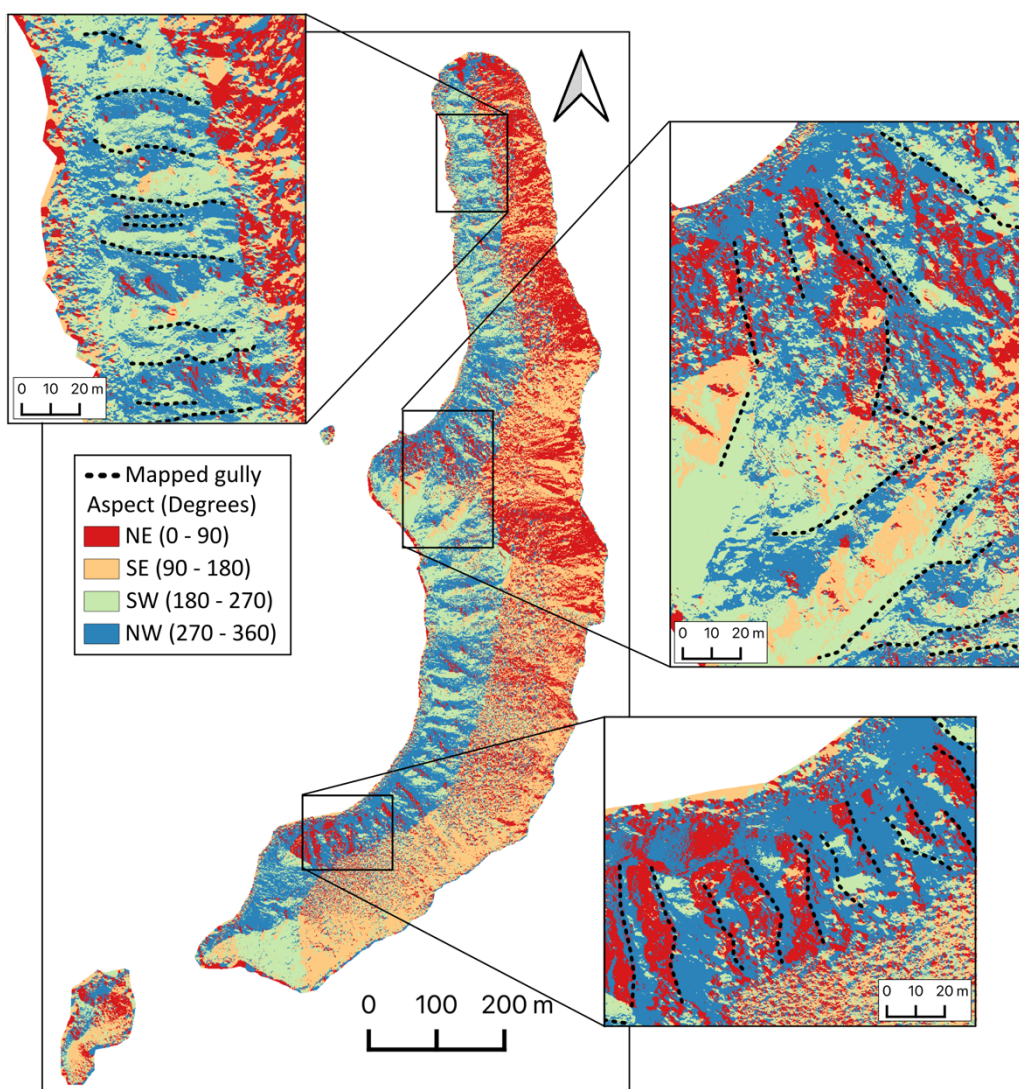 0 10 20 m
Mapped gully
Aspect (Degrees)
NE (0 - 90)
SE (90 - 180)
SW (180 - 270)
NW (270 - 360)
0 10 20 m
0 100 200 m
0 10 20 m